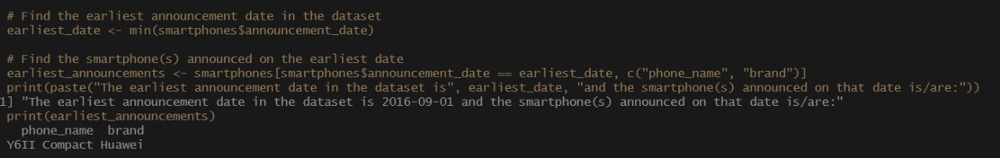 # Find the earliest announcement date in the dataset
earliest_date <- min(smartphones$announcement_date)
# Find the smartphone(s) announced on the earliest date
earliest_announcements <- smartphones[smartphones$announcement_date == earliest_date, c("phone_name", "brand")]
print(paste("The earliest announcement date in the dataset is", earliest_date, "and the smartphone(s) announced on that date is/are:"))
1] "The earliest announcement date in the dataset is 2016-09-01 and the smartphone(s) announced on that date is/are:"
print(earliest_announcements)
phone_name brand
Y6II Compact Huawei